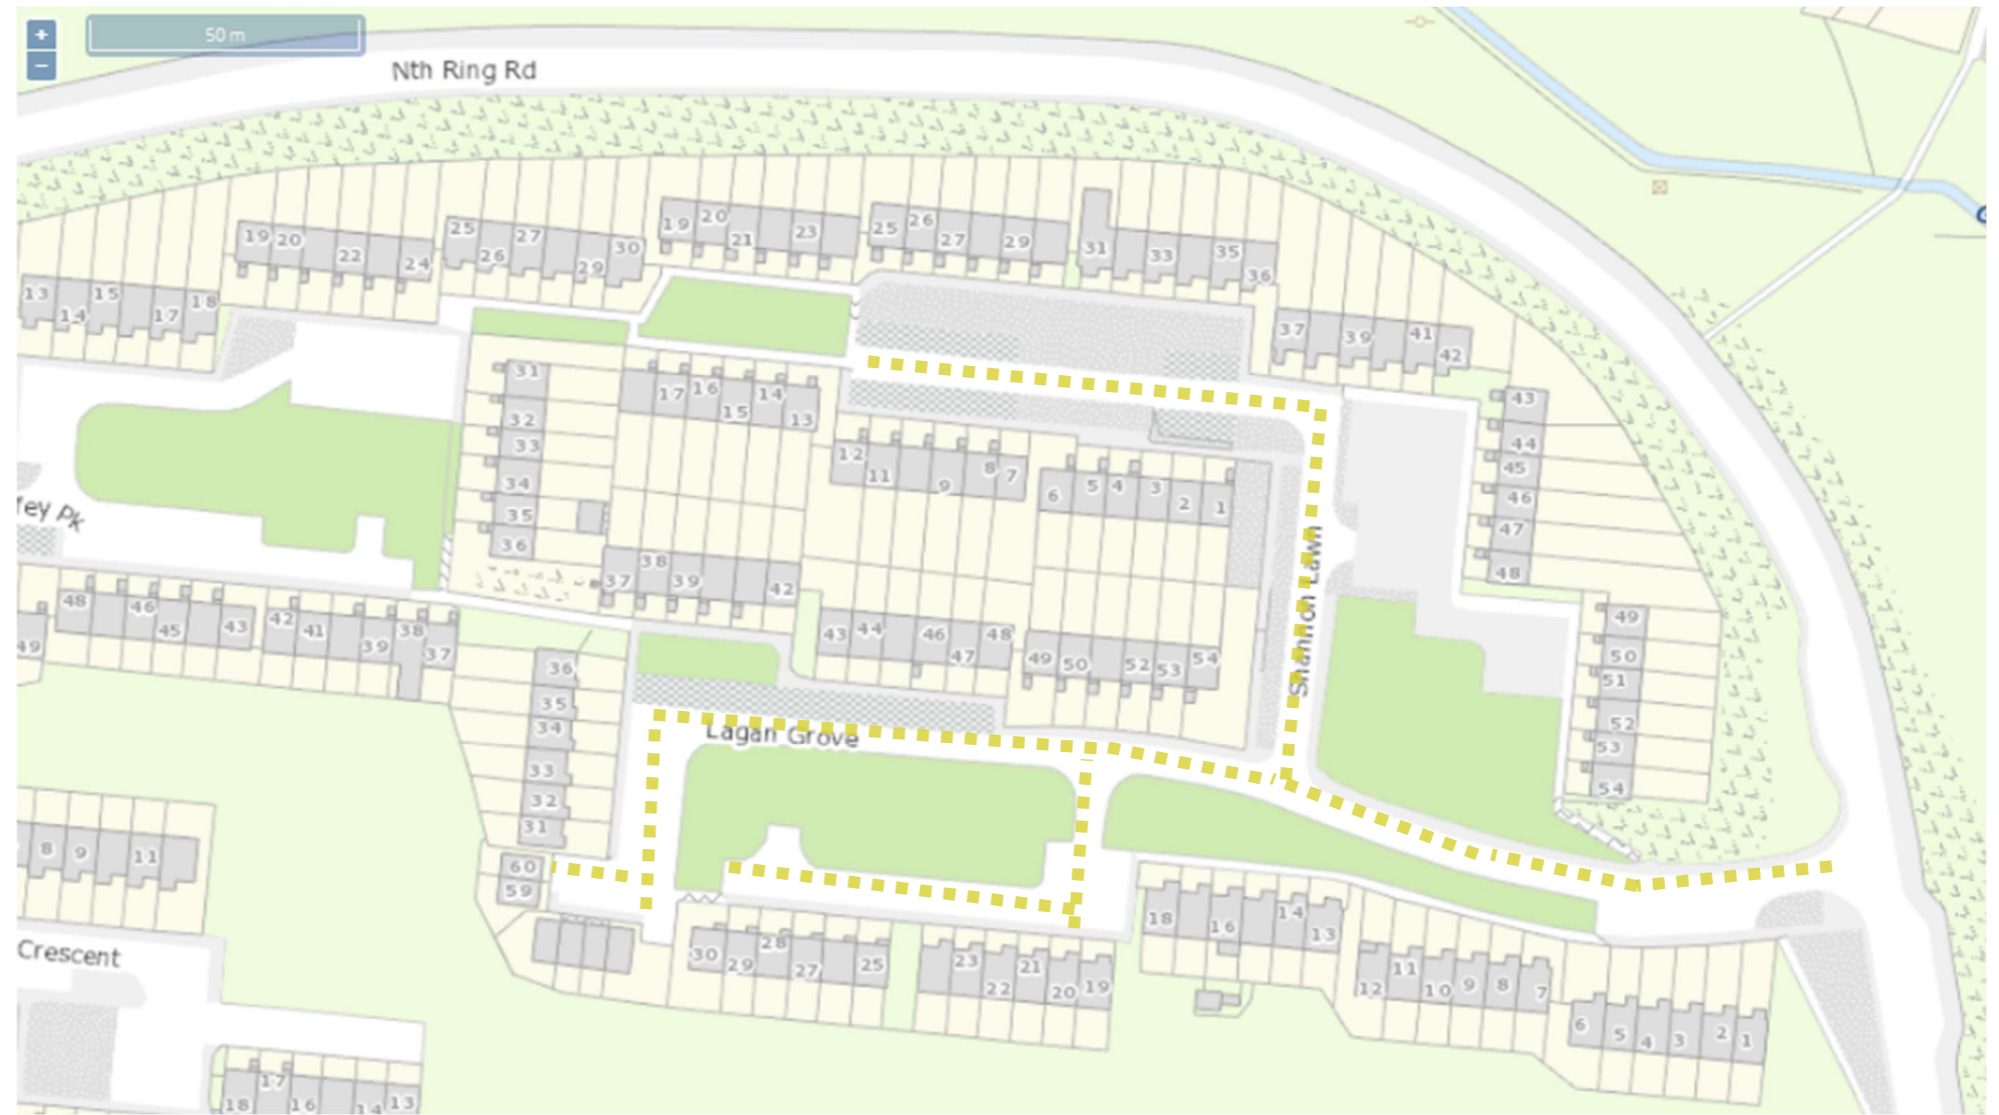 +
50 m
−
Nth Ring Rd
19 20 22 24
25 26 27 29 30
19 20 21 23
25 26 27 29
31 33 35 36
13 14 15 17 18
37 39 41 42
31
32
33
34
35
36
17 16 15 14 13
12 11 9 8 7
6 5 4 3 2 1
43
44
45
46
47
48
fey Pk
Shannon Lawn
37 38 39 42
48 46 45 43
42 41 39 38 37
49
43 44 46 47 48
49 50 52 53 54
49
50
51
52
53
54
36
35
34
33
32
31
Lagan Grove
8 9 11
60
59
18 16 14 13
30 29 28 27 25
23 22 21 20 19
12 11 10 9 8 7
6 5 4 3 2 1
Crescent
18 17 16 14 13